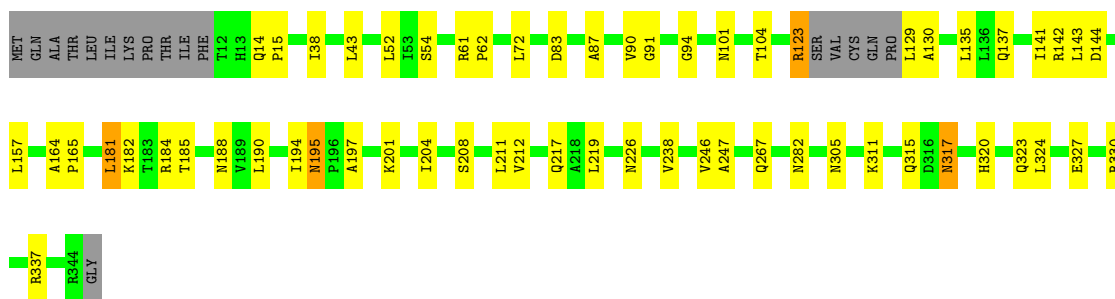 MET GLN ALA THR LEU ILE LYS PRO THR ILE PHE T12 H13 Q14 P15 I38 L43 L52 I53 S54 R61 P62 L72 D83 A87 V90 G91 G94 N101 T104 R123 SER VAL CYS GLN PRO L129 A130 L135 L136 Q137 I141 R142 L143 D144
L157 A164 P165 L181 K182 T183 R184 T185 N188 V189 L190 I194 N195 P196 A197 K201 I204 S208 L211 V212 Q217 A218 L219 N226 V238 V246 A247 Q267 N282 N305 K311 Q315 D316 N317 H320 Q323 L324 E327
R337 R344 GLY